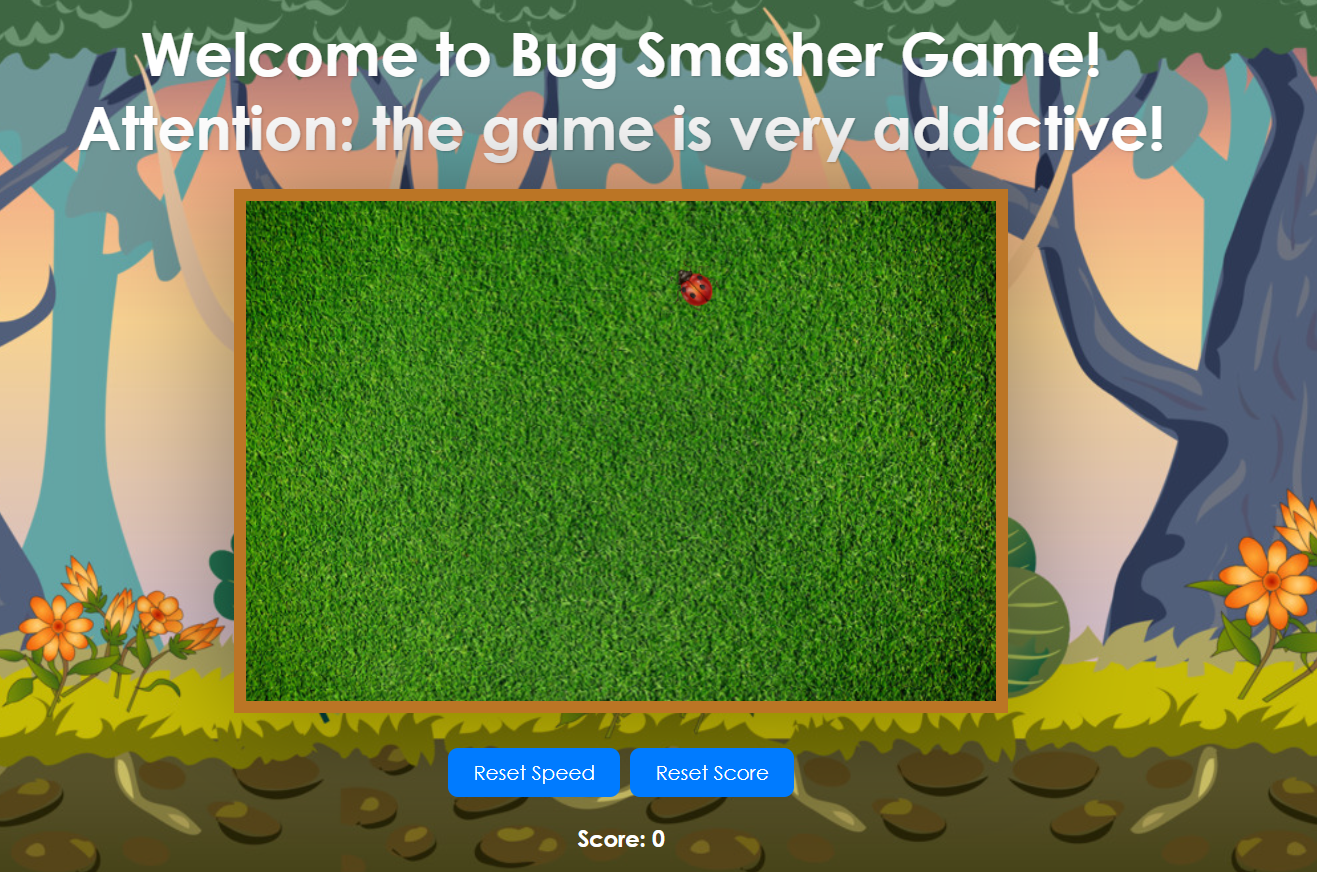 Welcome to Bug Smasher Game!
Attention: the game is very addictive!
Reset Speed
Reset Score
Score: 0